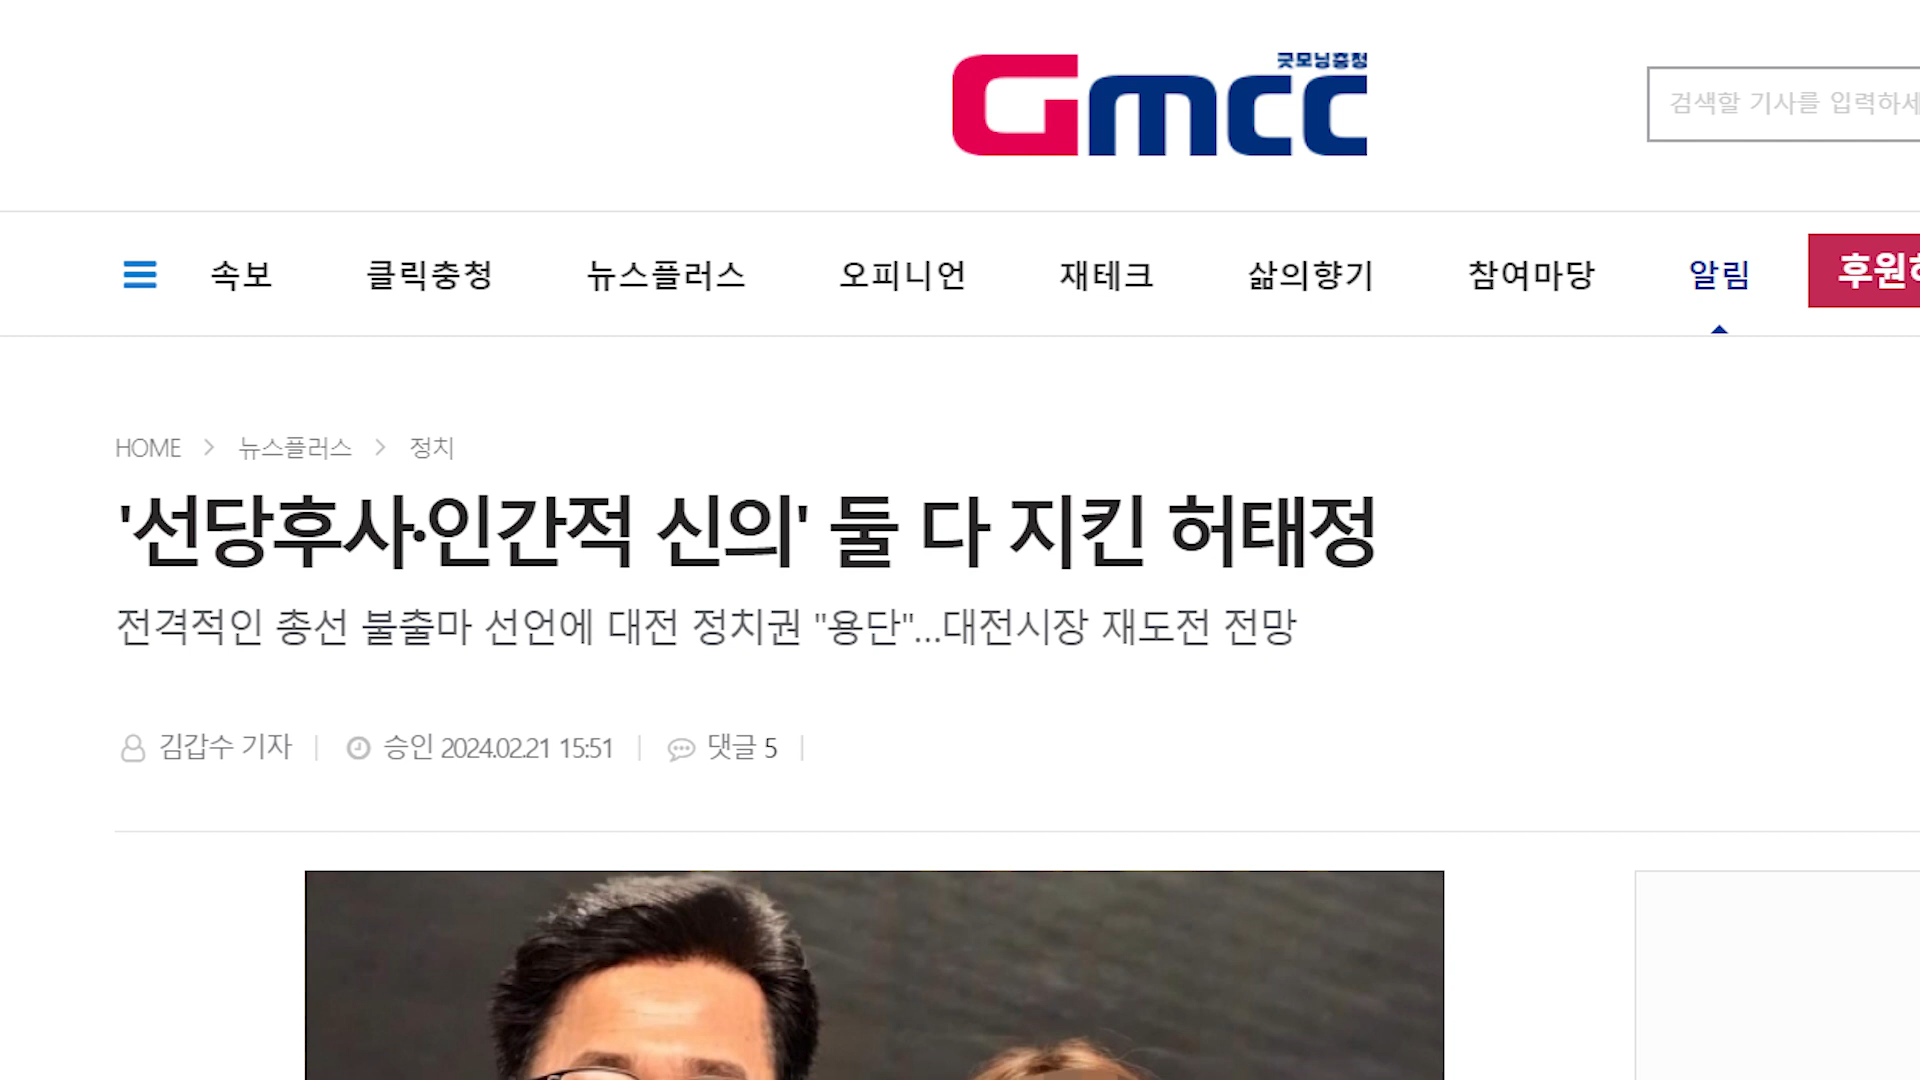 굿모닝충청
Gmcc
검색할 기사를 입력하세
속보 클릭충청 뉴스플러스 오피니언 재테크 삶의향기 참여마당 알림 후원하
HOME > 뉴스플러스 > 정치
'선당후사·인간적 신의' 둘 다 지킨 허태정
전격적인 총선 불출마 선언에 대전 정치권 "용단"...대전시장 재도전 전망
김갑수 기자 | 승인 2024.02.21 15:51 | 댓글 5 |